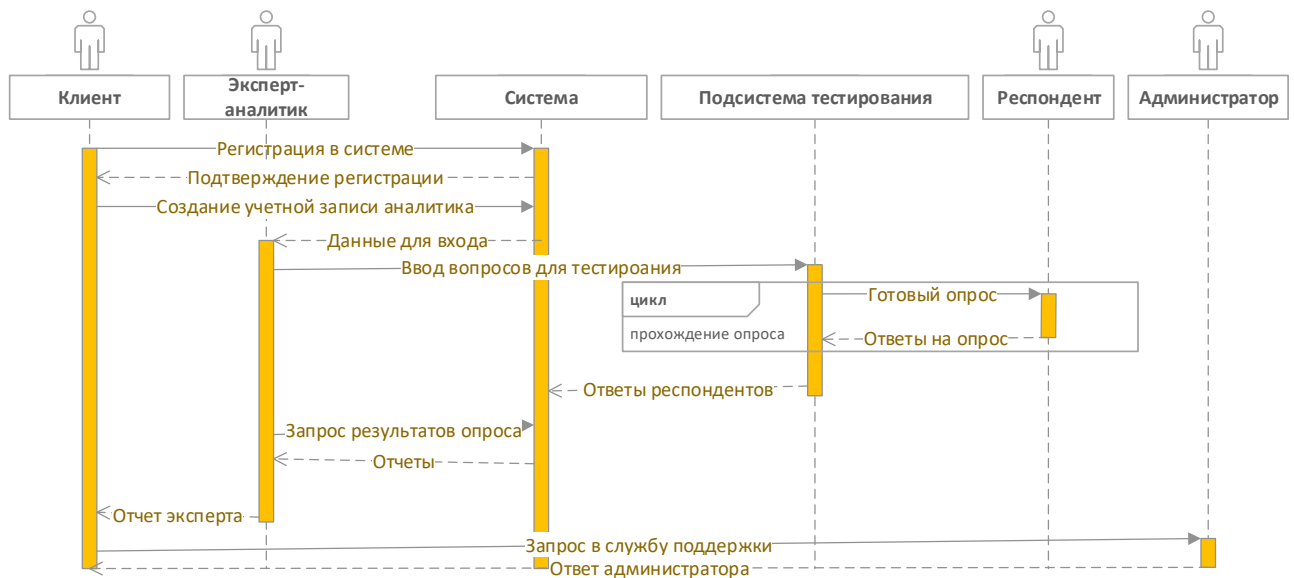 Клиент
Эксперт-
аналитик
Система
Подсистема тестирования
Респондент
Администратор
Регистрация в системе
Подтверждение регистрации
Создание учетной записи аналитика
Данные для входа
Ввод вопросов для тестироания
цикл
Готовый опрос
прохождение опроса
Ответы на опрос
Ответы респондентов
Запрос результатов опроса
Отчеты
Отчет эксперта
Запрос в службу поддержки
Ответ администратора